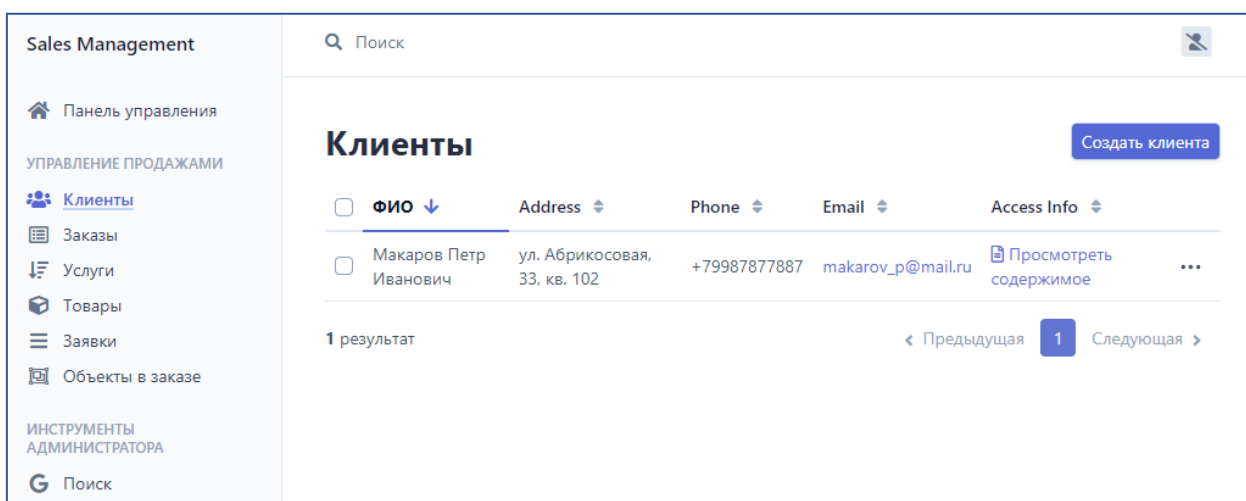 Sales Management
Поиск
Панель управления
УПРАВЛЕНИЕ ПРОДАЖАМИ
Клиенты
Заказы
Услуги
Товары
Заявки
Объекты в заказе
ИНСТРУМЕНТЫ
АДМИНИСТРАТОРА
Поиск
Клиенты
Создать клиента
ФИО Address Phone Email Access Info
Макаров Петр ул. Абрикосовая, +79987877887 makarov_p@mail.ru Просмотреть
Иванович 33, кв. 102 содержимое
1 результат Предыдущая 1 Следующая